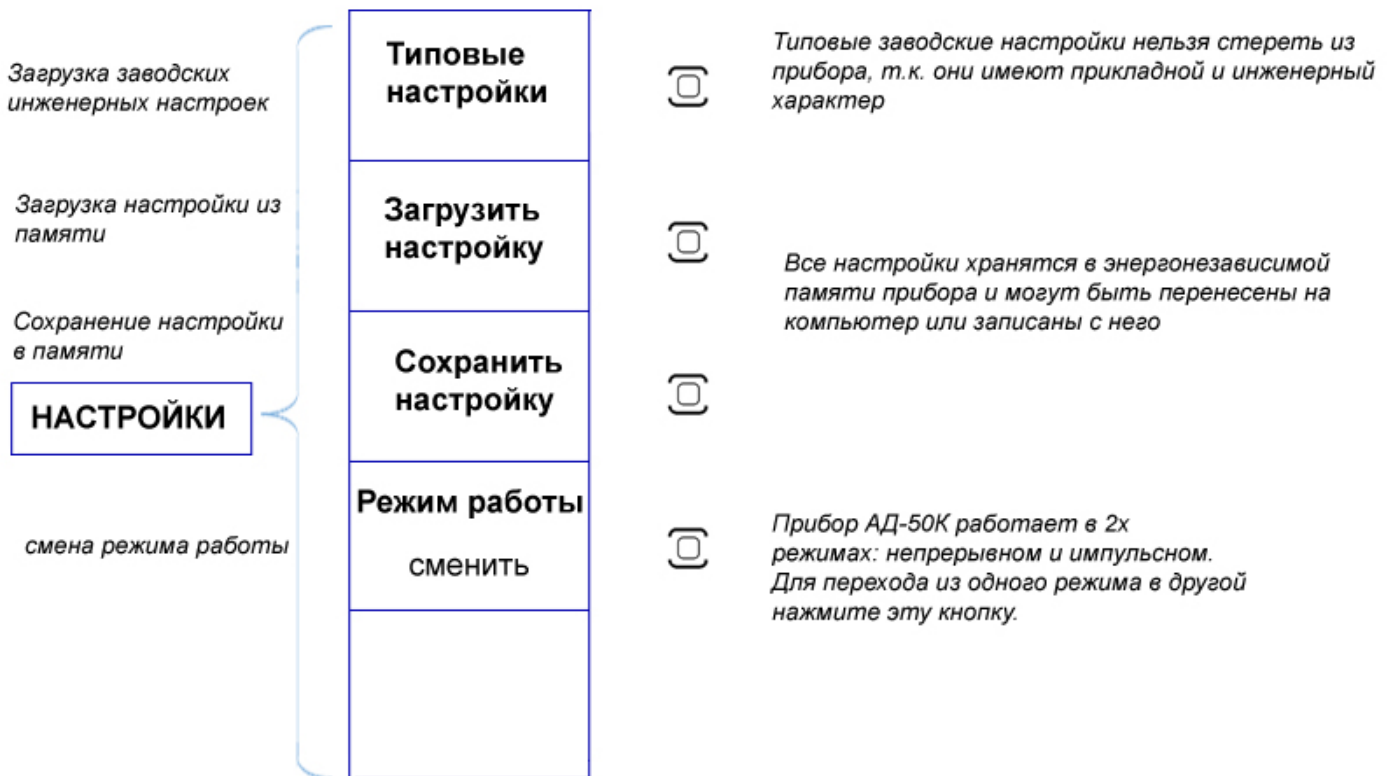 Загрузка заводских
инженерных настроек
Типовые
настройки
Типовые заводские настройки нельзя стереть из
прибора, т.к. они имеют прикладной и инженерный
характер
Загрузка настройки из
памяти
Загрузить
настройку
Все настройки хранятся в энергонезависимой
памяти прибора и могут быть перенесены на
компьютер или записаны с него
Сохранение настройки
в памяти
Сохранить
настройку
НАСТРОЙКИ
смена режима работы
Режим работы
сменить
Прибор АД-50К работает в 2х
режимах: непрерывном и импульсном.
Для перехода из одного режима в другой
нажмите эту кнопку.